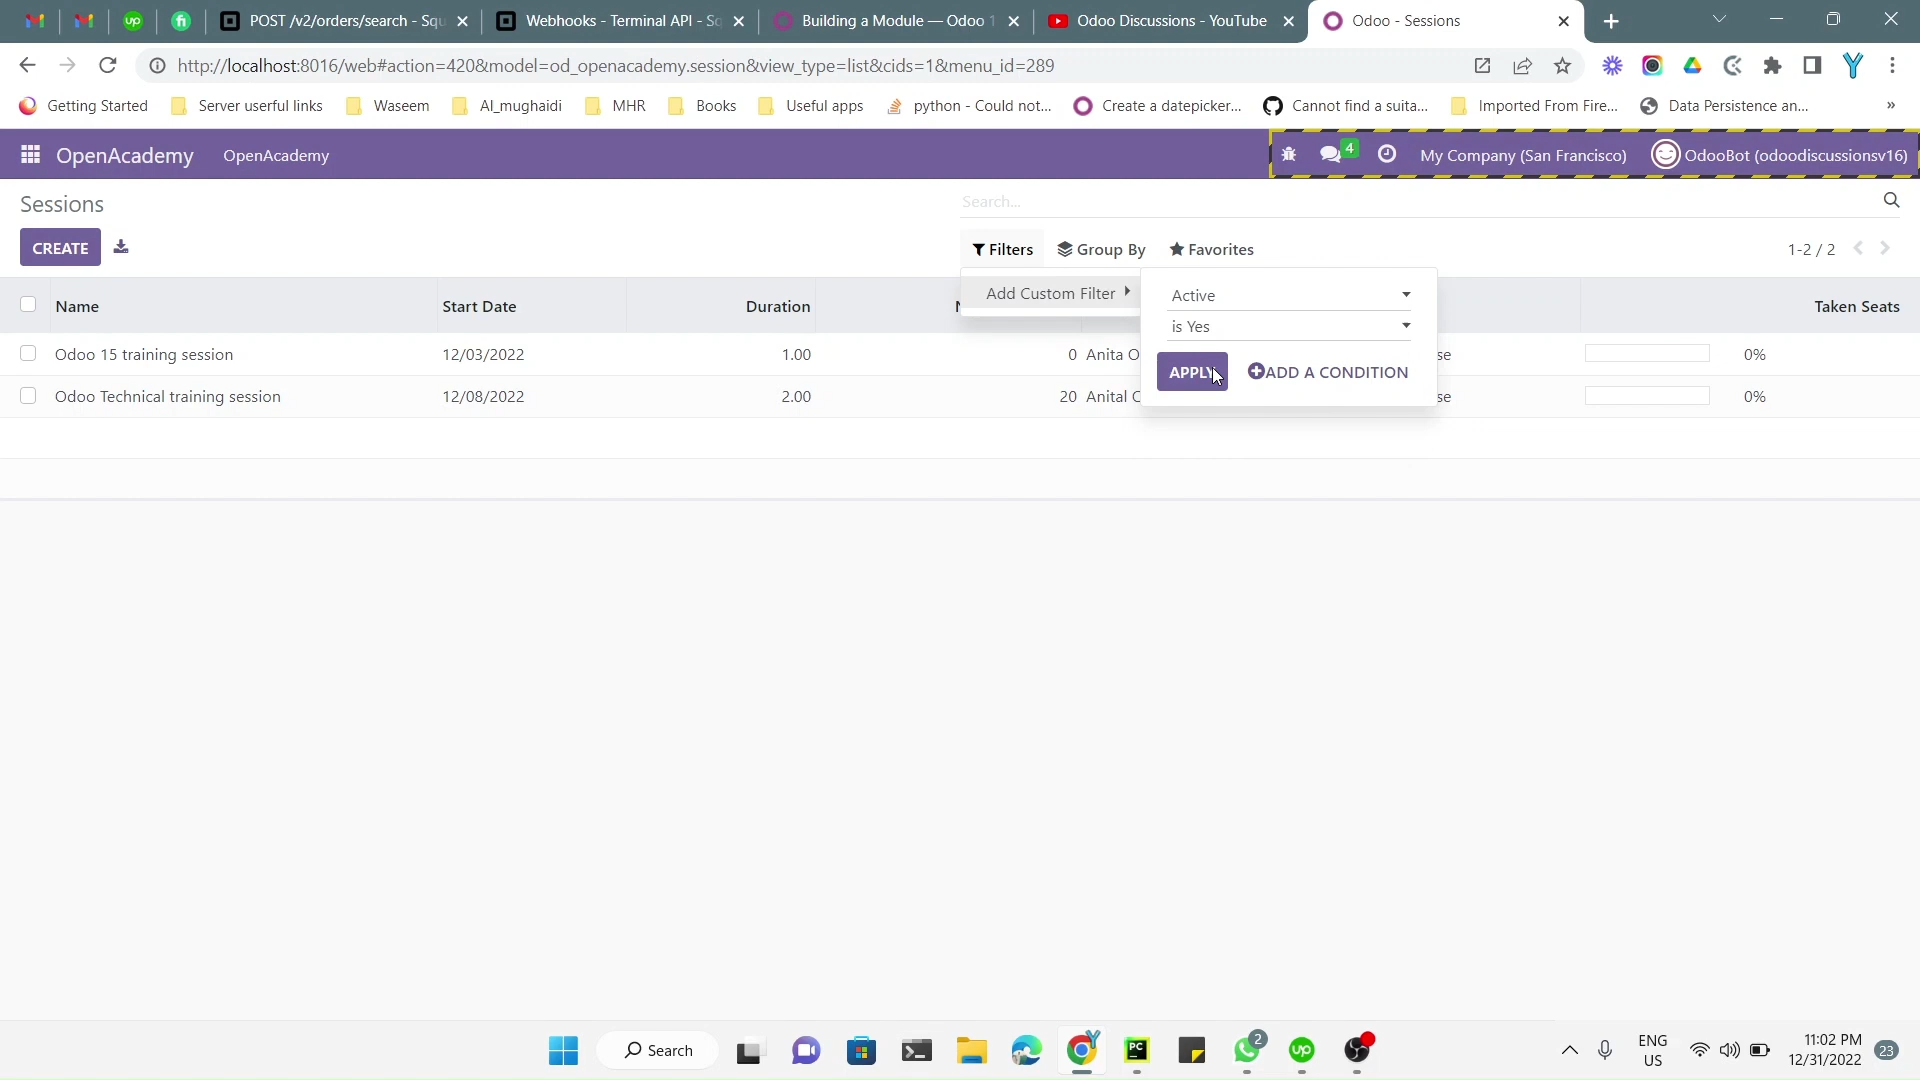 POST /v2/orders/search - Squ
Webhooks - Terminal API - Sq
Building a Module — Odoo 1
Odoo Discussions - YouTube
Odoo - Sessions
http://localhost:8016/web#action=420&model=od_openacademy.session&view_type=list&cids=1&menu_id=289
Getting Started
Server useful links
Waseem
Al_mughaidi
MHR
Books
Useful apps
python - Could not...
Create a datepicker...
Cannot find a suita...
Imported From Fire...
Data Persistence an...
»
OpenAcademy
OpenAcademy
4
My Company (San Francisco)
OdooBot (odoodiscussionsv16)
Sessions
Search...
CREATE
Filters
Group By
Favorites
1-2 / 2
Add Custom Filter
Active
is Yes
APPLY
ADD A CONDITION
Name
Start Date
Duration
Taken Seats
Odoo 15 training session
12/03/2022
1.00
0
Anita O
se
0%
Odoo Technical training session
12/08/2022
2.00
20
Anital
se
0%
Search
PC
2
up
ENG
US
11:02 PM
12/31/2022
23